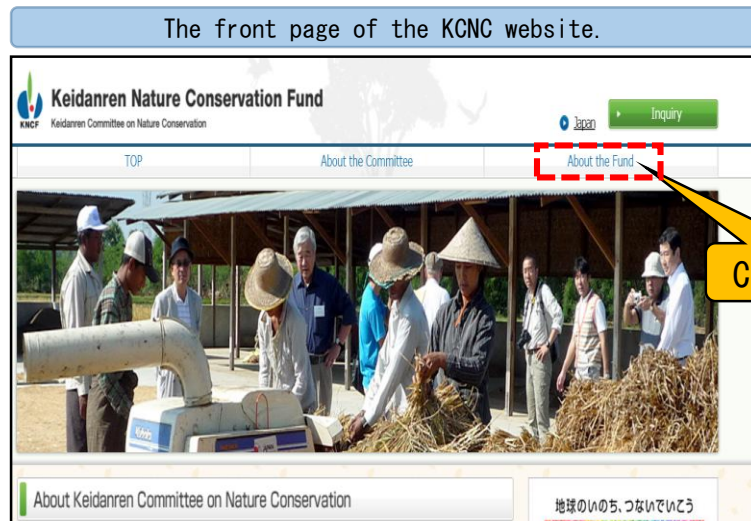 The front page of the KCNC website.
Keidanren Nature Conservation Fund
KNCF
Keidanren Committee on Nature Conservation
Japan
Inquiry
TOP
About the Committee
About the Fund
C
Kubota
About Keidanren Committee on Nature Conservation
地球のいのち、つないでいこう